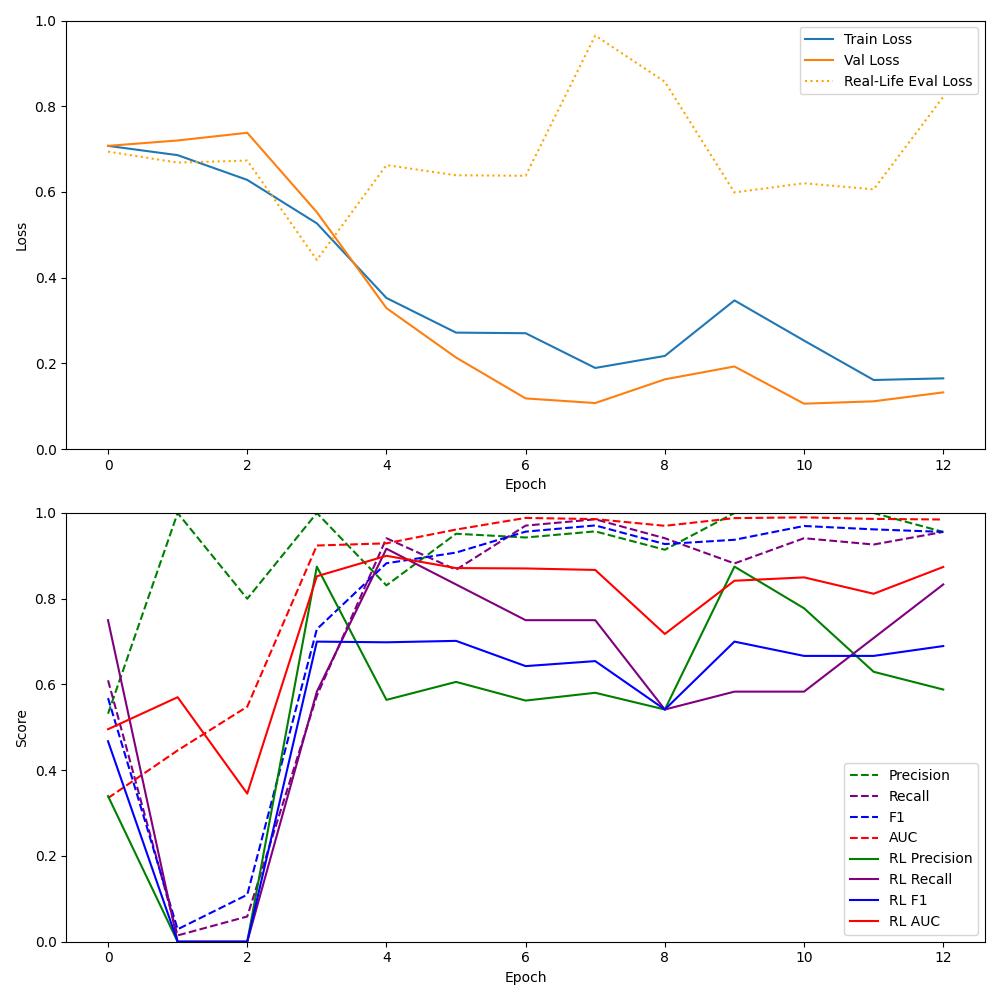 1.0
0.8
0.6
0.4
0.2
0.0
Loss
Train Loss
Val Loss
Real-Life Eval Loss
0 2 4 6 8 10 12
Epoch
1.0
0.8
0.6
0.4
0.2
0.0
Score
Precision
Recall
F1
AUC
RL Precision
RL Recall
RL F1
RL AUC
0 2 4 6 8 10 12
Epoch